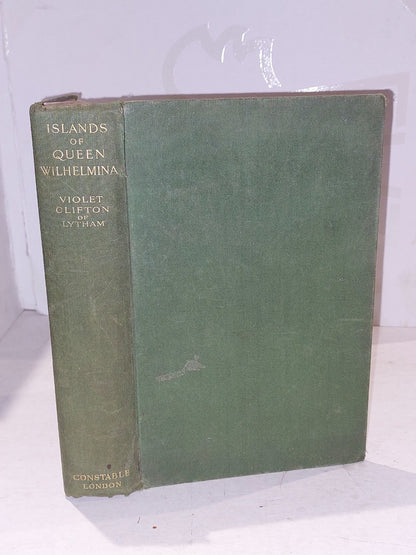 ISLANDS
OF
QUEEN
WILHELMINA
VIOLET
CLIFTON
OF
LYTHAM
CONSTABLE
LONDON